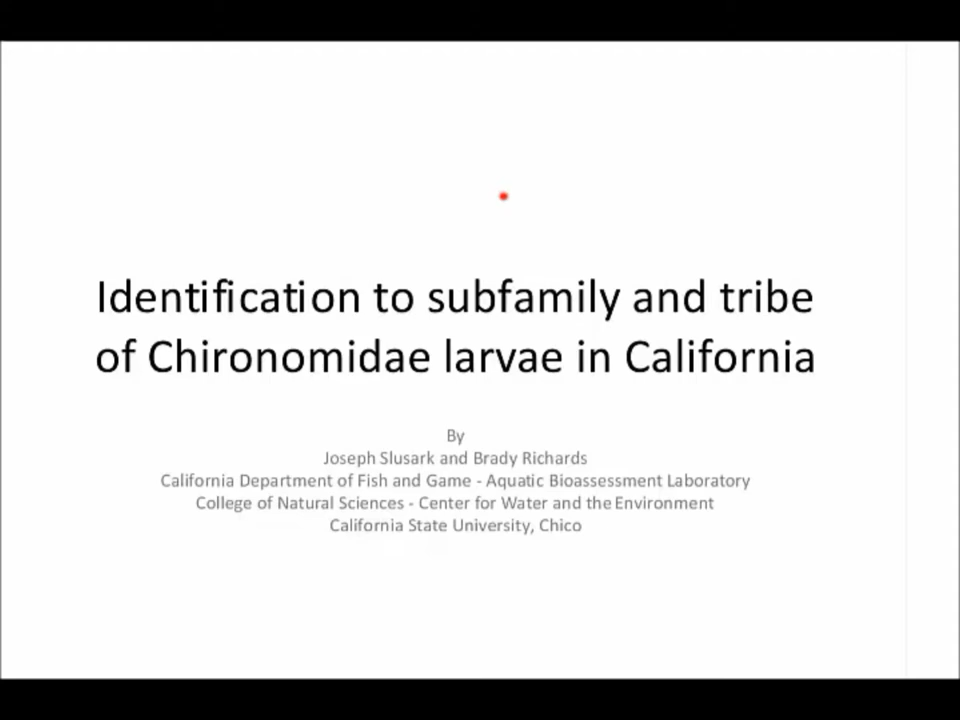 Identification to subfamily and tribe
of Chironomidae larvae in California
By
Joseph Slusark and Brady Richards
California Department of Fish and Game - Aquatic Bioassessment Laboratory
College of Natural Sciences - Center for Water and the Environment
California State University, Chico